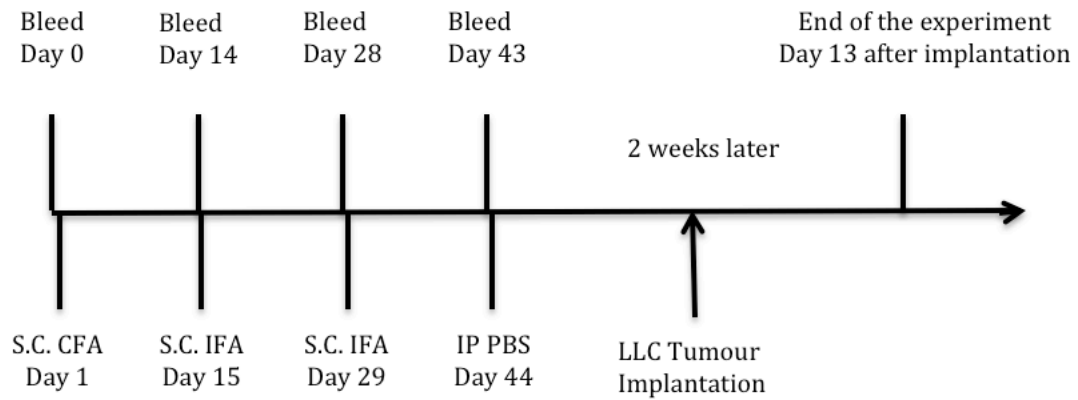 Bleed
Day 0
Bleed
Day 14
Bleed
Day 28
Bleed
Day 43
End of the experiment
Day 13 after implantation
2 weeks later
S.C. CFA
Day 1
S.C. IFA
Day 15
S.C. IFA
Day 29
IP PBS
Day 44
LLC Tumour
Implantation